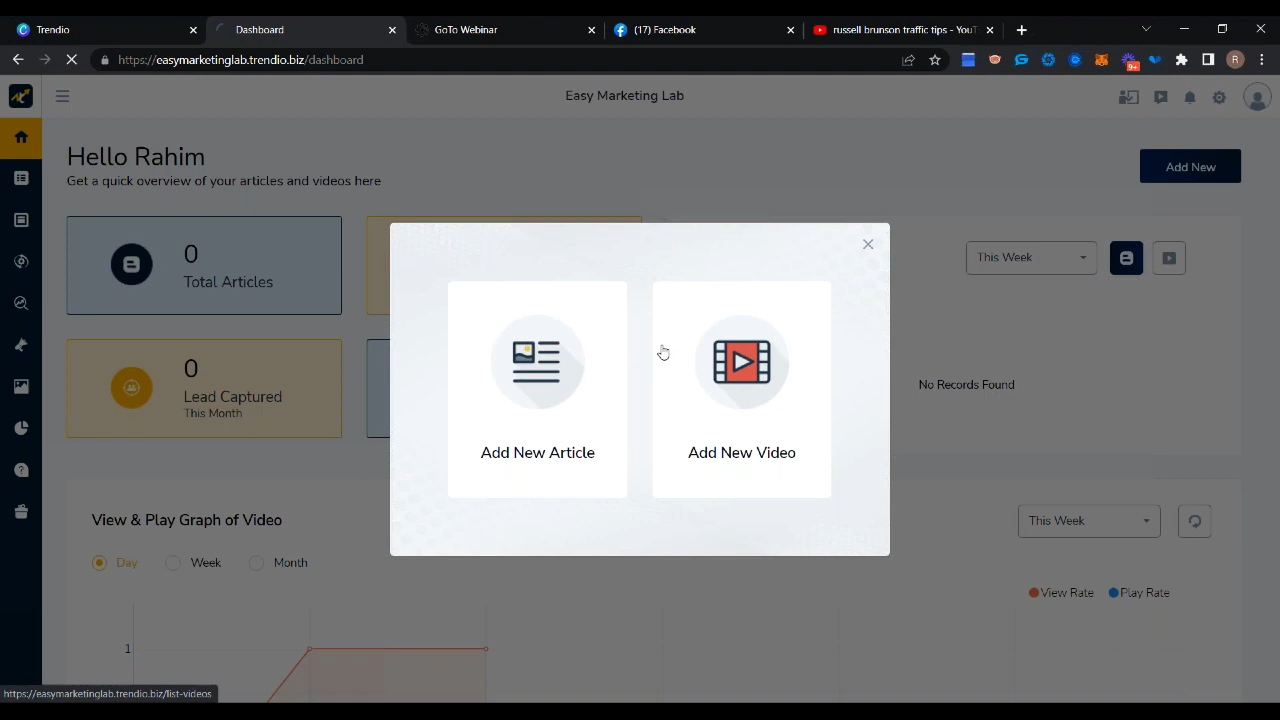 Trendio
Dashboard
GoTo Webinar
(17) Facebook
russell brunson traffic tips - YouT
https://easymarketinglab.trendio.biz/dashboard
9+
R
Easy Marketing Lab
Hello Rahim
Get a quick overview of your articles and videos here
Add New
0
Total Articles
This Week
0
Lead Captured
This Month
Add New Article
Add New Video
No Records Found
View & Play Graph of Video
This Week
Day
Week
Month
View Rate
Play Rate
1
https://easymarketinglab.trendio.biz/list-videos